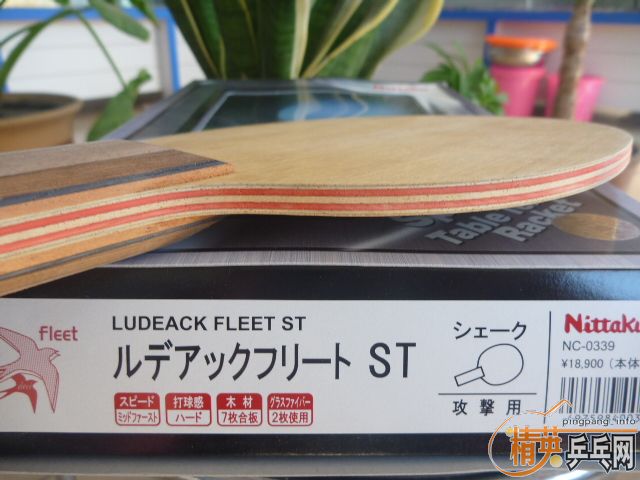 Nittaku
Table
Racket
fleet
fleet
LUDEACK FLEET ST
ルデアックフリート ST
スピード
ミッドファースト
打球感
ハード
木材
7枚合板
グラスファイバー
2枚使用
シェーク
攻撃用
Nittaku
NC-0339
¥18,900 (本体
pingpang.info
精英乒乓网